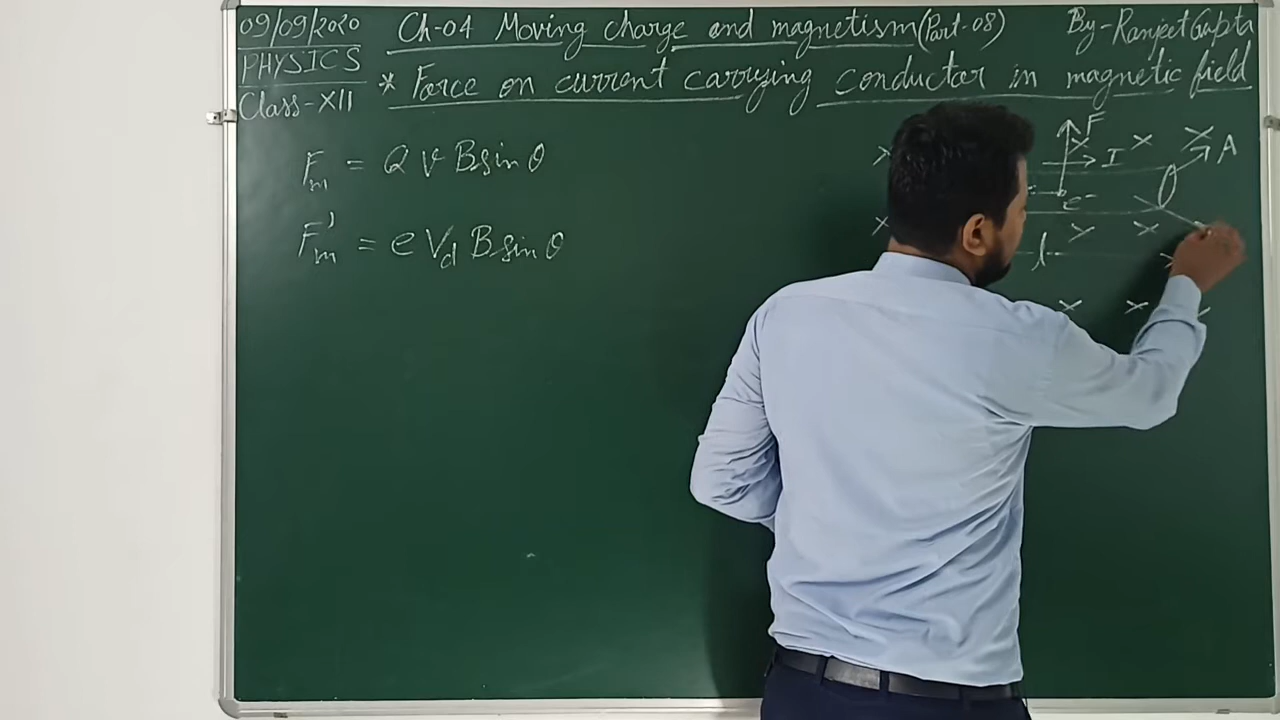 09/09/2020
PHYSICS
Class-XII
Ch-04 Moving charge and magnetism (Part-08)
By-Ranjeet Gupta
* Force on current carrying conductor in magnetic field
Fm = Q v B sin θ
Fm' = e Vd B sin θ
F
I
A
e-
l